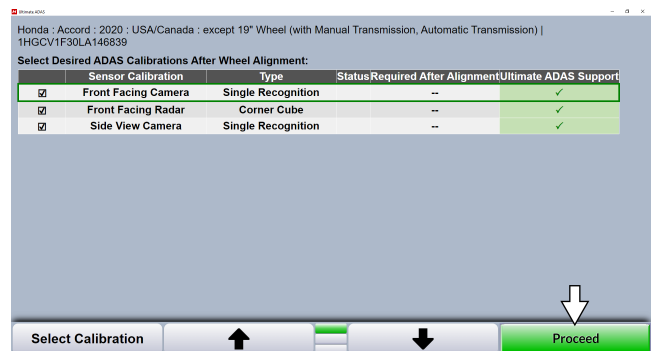 Ultimate ADAS
Honda : Accord : 2020 : USA/Canada : except 19" Wheel (with Manual Transmission, Automatic Transmission) |
1HGCV1F30LA146839
Select Desired ADAS Calibrations After Wheel Alignment:
Sensor Calibration Type Status Required After Alignment Ultimate ADAS Support
Front Facing Camera Single Recognition -- ✓
Front Facing Radar Corner Cube -- ✓
Side View Camera Single Recognition -- ✓
Select Calibration Proceed